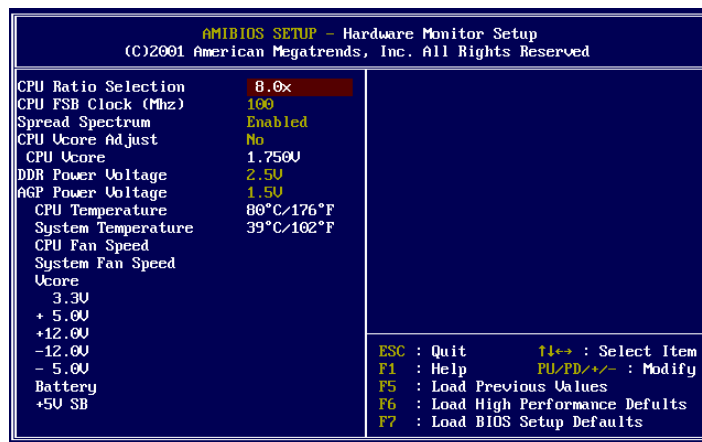 AMIBIOS SETUP - Hardware Monitor Setup
(C)2001 American Megatrends, Inc. All Rights Reserved
CPU Ratio Selection 8.0x
CPU FSB Clock (Mhz) 100
Spread Spectrum Enabled
CPU Vcore Adjust No
CPU Vcore 1.750V
DDR Power Voltage 2.5V
AGP Power Voltage 1.5V
CPU Temperature 80°C/176°F
System Temperature 39°C/102°F
CPU Fan Speed
System Fan Speed
Vcore
3.3V
+ 5.0V
+12.0V
-12.0V
- 5.0V
Battery
+5V SB
ESC : Quit ↑↓←→ : Select Item
F1 : Help PU/PD/+/- : Modify
F5 : Load Previous Values
F6 : Load High Performance Defults
F7 : Load BIOS Setup Defaults